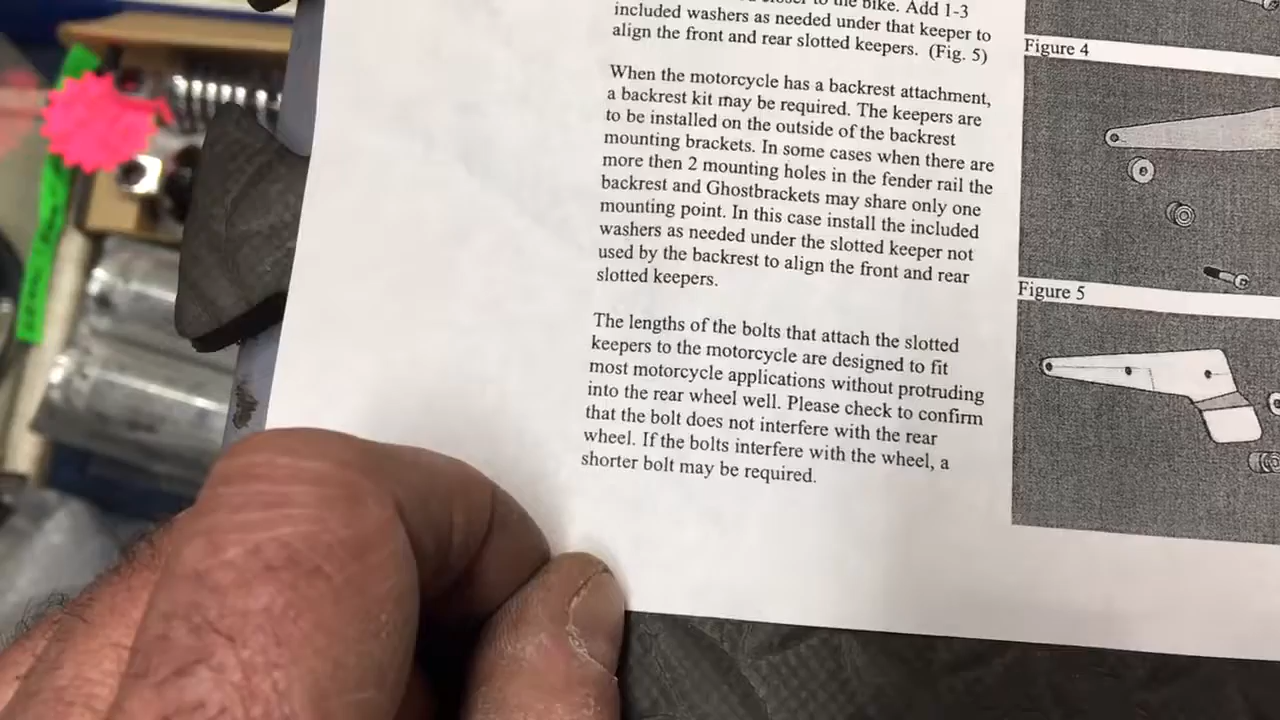 to the bike. Add 1-3
included washers as needed under that keeper to
align the front and rear slotted keepers. (Fig. 5)
When the motorcycle has a backrest attachment,
a backrest kit may be required. The keepers are
to be installed on the outside of the backrest
mounting brackets. In some cases when there are
more then 2 mounting holes in the fender rail the
backrest and Ghostbrackets may share only one
mounting point. In this case install the included
washers as needed under the slotted keeper not
used by the backrest to align the front and rear
slotted keepers.
The lengths of the bolts that attach the slotted
keepers to the motorcycle are designed to fit
most motorcycle applications without protruding
into the rear wheel well. Please check to confirm
that the bolt does not interfere with the rear
wheel. If the bolts interfere with the wheel, a
shorter bolt may be required.
Figure 4
Figure 5